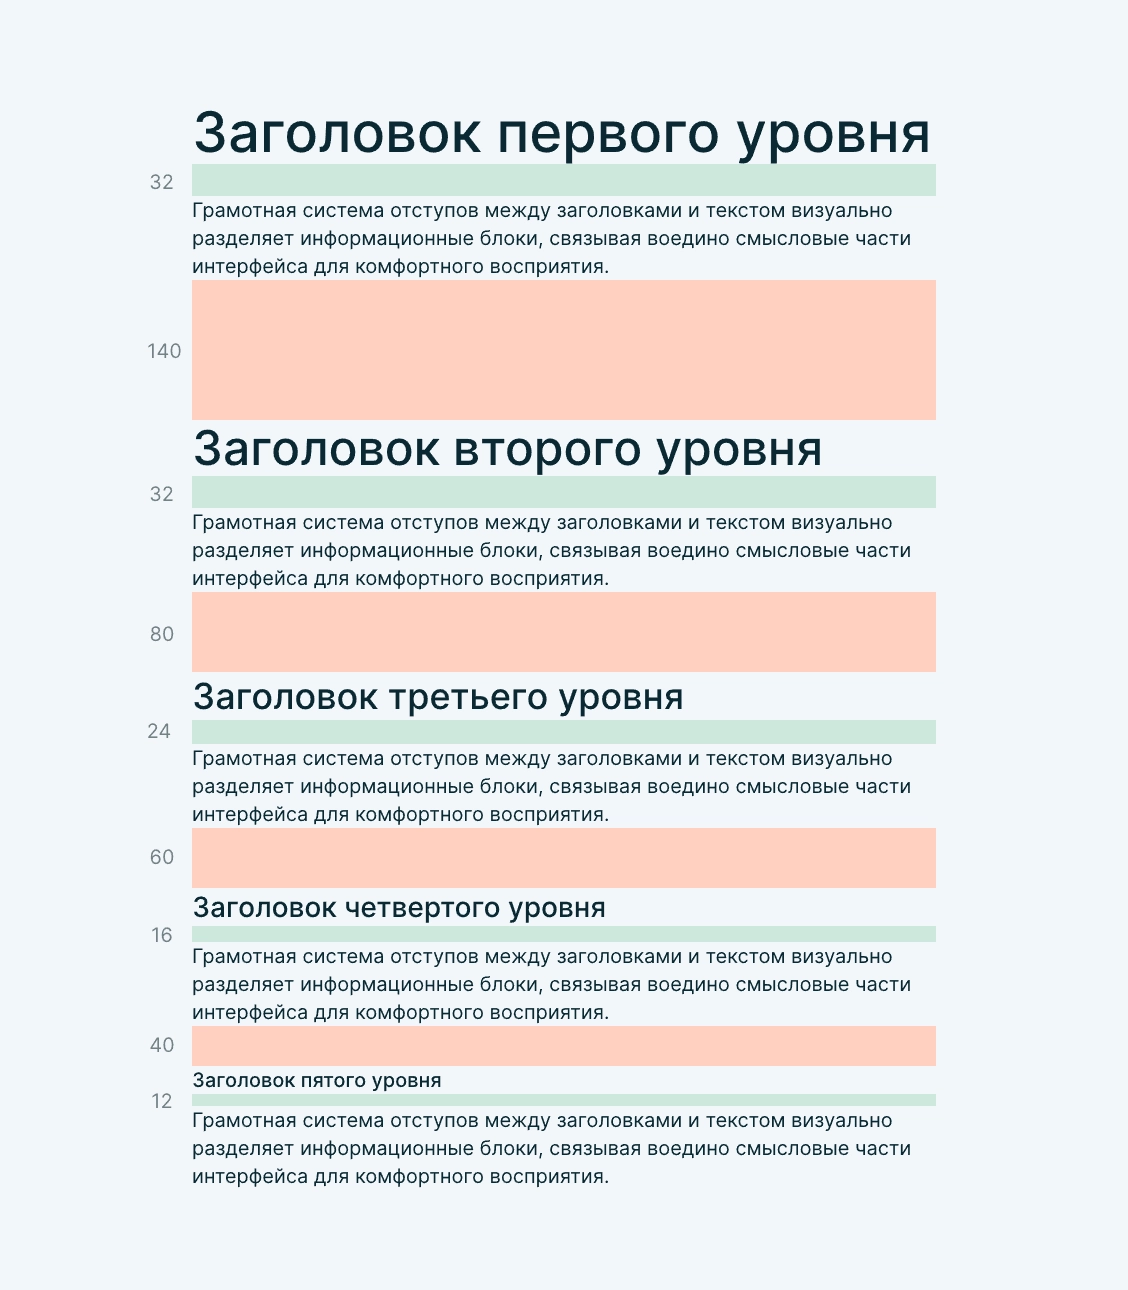 Заголовок первого уровня
32
Грамотная система отступов между заголовками и текстом визуально
разделяет информационные блоки, связывая воедино смысловые части
интерфейса для комфортного восприятия.
140
Заголовок второго уровня
32
Грамотная система отступов между заголовками и текстом визуально
разделяет информационные блоки, связывая воедино смысловые части
интерфейса для комфортного восприятия.
80
Заголовок третьего уровня
24
Грамотная система отступов между заголовками и текстом визуально
разделяет информационные блоки, связывая воедино смысловые части
интерфейса для комфортного восприятия.
60
Заголовок четвертого уровня
16
Грамотная система отступов между заголовками и текстом визуально
разделяет информационные блоки, связывая воедино смысловые части
интерфейса для комфортного восприятия.
40
Заголовок пятого уровня
12
Грамотная система отступов между заголовками и текстом визуально
разделяет информационные блоки, связывая воедино смысловые части
интерфейса для комфортного восприятия.